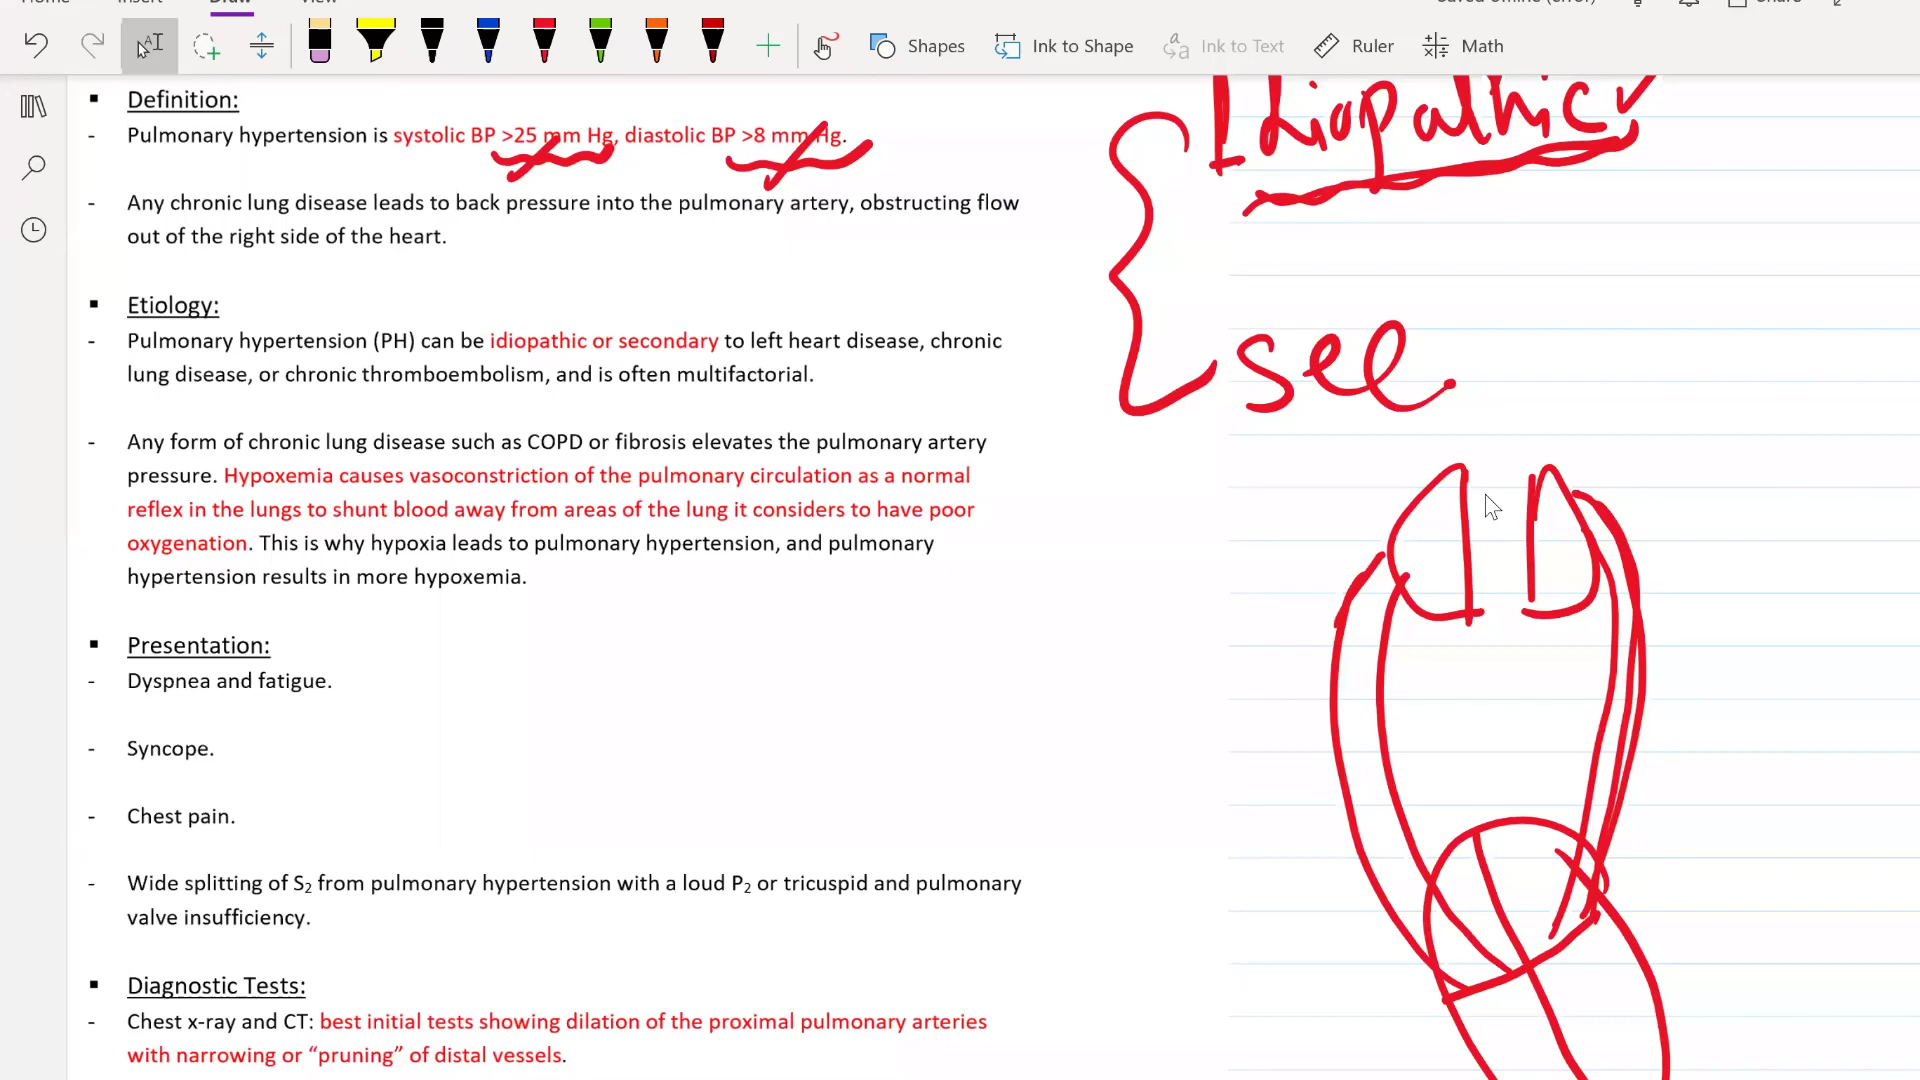 Home Insert Draw View Saved online (error) Share
Shapes Ink to Shape Ink to Text Ruler Math
▪ Definition:
- Pulmonary hypertension is systolic BP >25 mm Hg, diastolic BP >8 mm Hg.
- Any chronic lung disease leads to back pressure into the pulmonary artery, obstructing flow
out of the right side of the heart.
▪ Etiology:
- Pulmonary hypertension (PH) can be idiopathic or secondary to left heart disease, chronic
lung disease, or chronic thromboembolism, and is often multifactorial.
- Any form of chronic lung disease such as COPD or fibrosis elevates the pulmonary artery
pressure. Hypoxemia causes vasoconstriction of the pulmonary circulation as a normal
reflex in the lungs to shunt blood away from areas of the lung it considers to have poor
oxygenation. This is why hypoxia leads to pulmonary hypertension, and pulmonary
hypertension results in more hypoxemia.
▪ Presentation:
- Dyspnea and fatigue.
- Syncope.
- Chest pain.
- Wide splitting of S₂ from pulmonary hypertension with a loud P₂ or tricuspid and pulmonary
valve insufficiency.
▪ Diagnostic Tests:
- Chest x-ray and CT: best initial tests showing dilation of the proximal pulmonary arteries
with narrowing or “pruning” of distal vessels.
Idiopathic
sec.